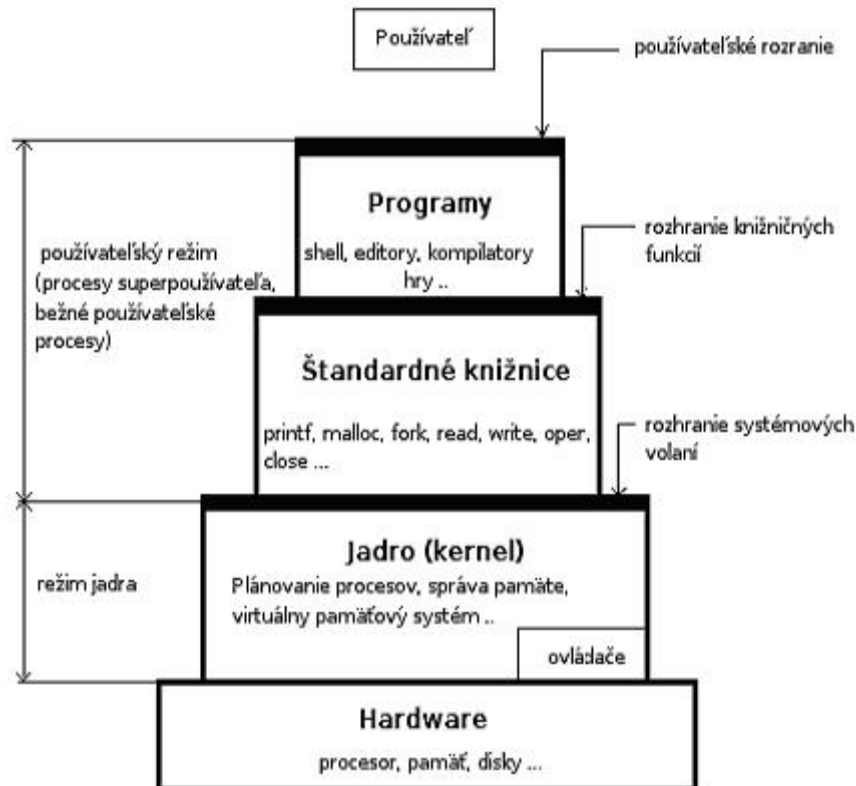 Používateľ
používateľské rozranie
Programy
shell, editory, kompilatory
hry ..
rozhranie knižničných
funkcií
používateľský režim
(procesy superpoužívateľa,
bežné používateľské
procesy)
Štandardné knižnice
printf, malloc, fork, read, write, oper,
close ...
rozhranie systémových
volaní
Jadro (kernel)
Plánovanie procesov, správa pamäte,
virtuálny pamäťový systém ..
režim jadra
ovládače
Hardware
procesor, pamäť, disky ...